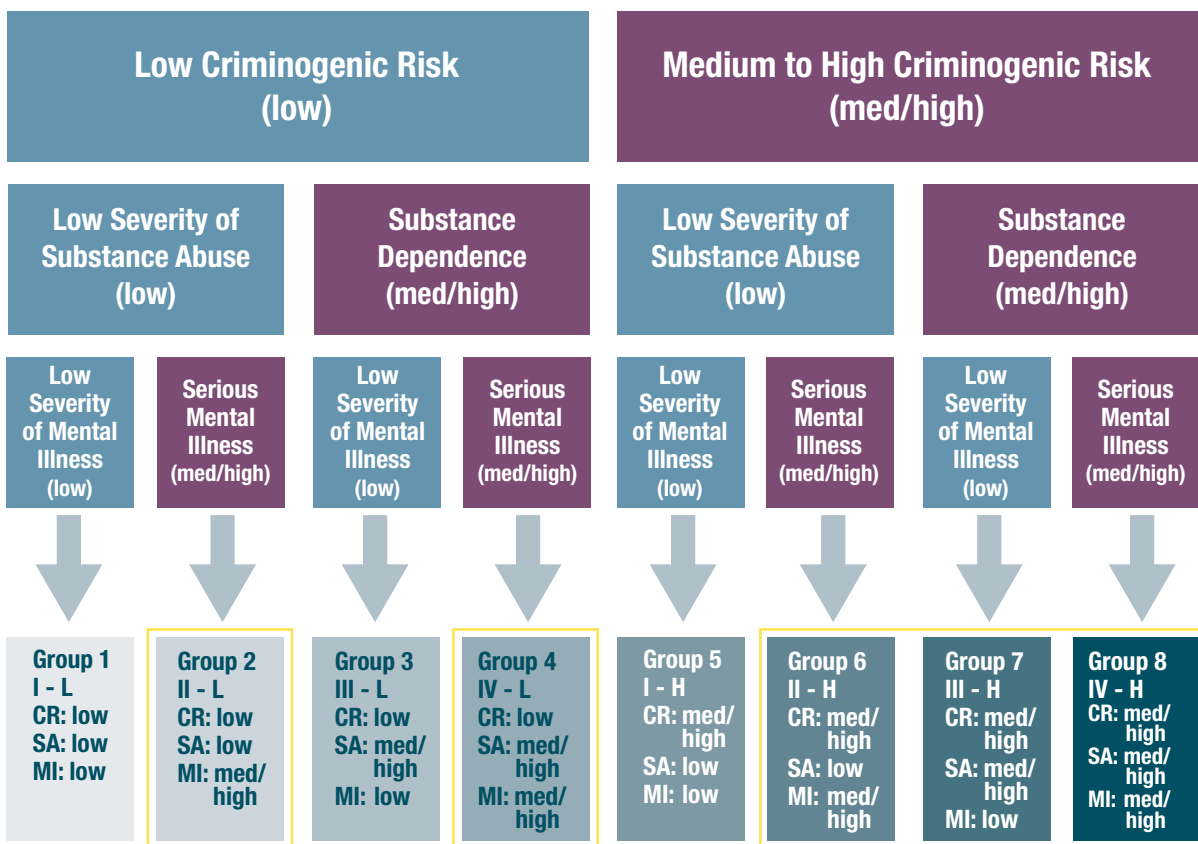 Low Criminogenic Risk
(low)
Medium to High Criminogenic Risk
(med/high)
Low Severity of
Substance Abuse
(low)
Substance
Dependence
(med/high)
Low Severity of
Substance Abuse
(low)
Substance
Dependence
(med/high)
Low
Severity
of Mental
Illness
(low)
Serious
Mental
Illness
(med/high)
Low
Severity
of Mental
Illness
(low)
Serious
Mental
Illness
(med/high)
Low
Severity
of Mental
Illness
(low)
Serious
Mental
Illness
(med/high)
Low
Severity
of Mental
Illness
(low)
Serious
Mental
Illness
(med/high)
Group 1
I - L
CR: low
SA: low
MI: low
Group 2
II - L
CR: low
SA: low
MI: med/
high
Group 3
III - L
CR: low
SA: med/
high
MI: low
Group 4
IV - L
CR: low
SA: med/
high
MI: med/
high
Group 5
I - H
CR: med/
high
SA: low
MI: low
Group 6
II - H
CR: med/
high
SA: low
MI: med/
high
Group 7
III - H
CR: med/
high
SA: med/
high
MI: low
Group 8
IV - H
CR: med/
high
SA: med/
high
MI: med/
high